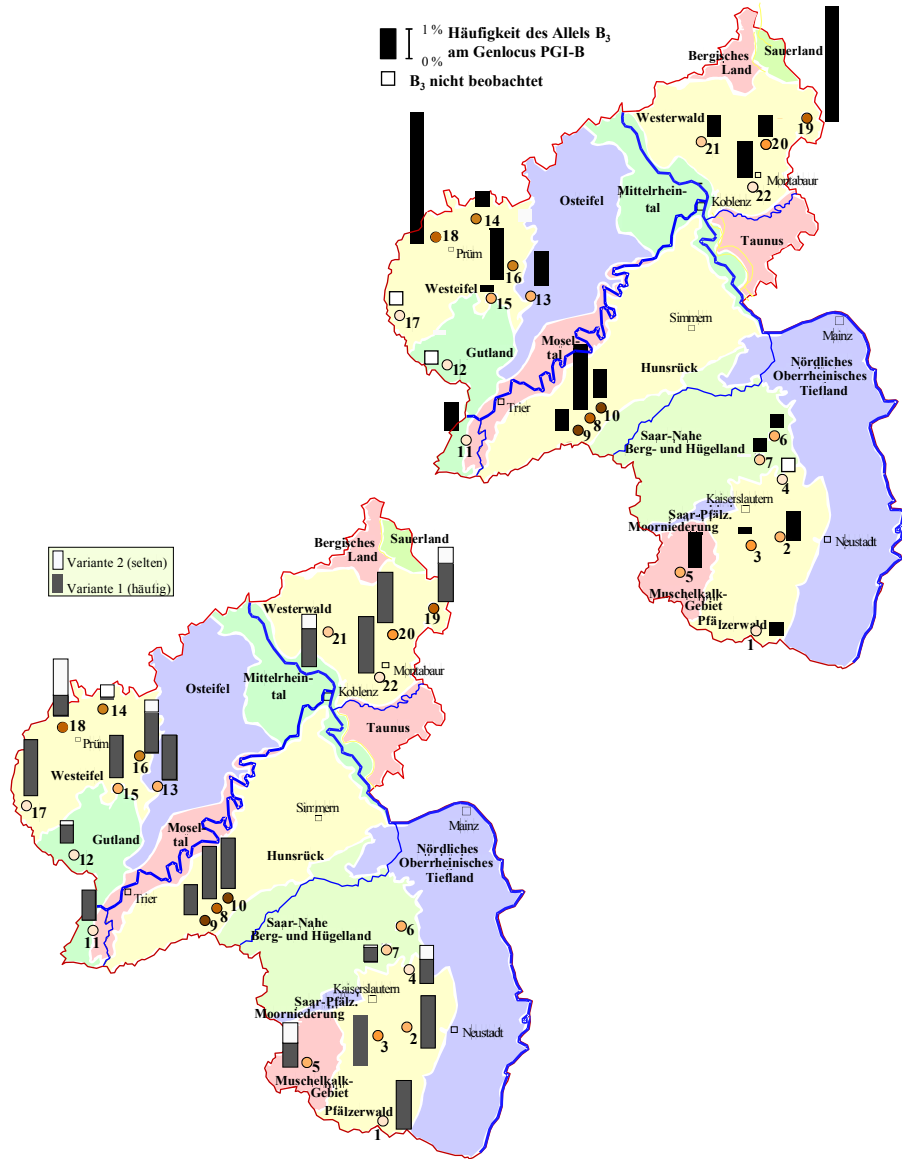 1 % Häufigkeit des Allels B3
0% am Genlocus PGI-B
B3 nicht beobachtet
Sauerland
Bergisches
Land
Westerwald
19
20
21
Montabaur
22
Mittelrhein-
tal
Koblenz
Osteifel
Taunus
14
18
Prüm
16
Westeifel
15
13
17
Simmern
Mainz
Gutland
12
Mosel-
tal
Hunsrück
Nördliches
Oberrheinisches
Tiefland
Trier
10
8
9
11
Saar-Nahe
Berg- und Hügelland
6
7
4
Kaiserslautern
Saar-Pfälz.
Moorniederung
2
3
Neustadt
5
Muschelkalk-
Gebiet
Pfälzerwald
1
Variante 2 (selten)
Variante 1 (häufig)
Bergisches
Land
Sauerland
Westerwald
19
20
21
Montabaur
22
Mittelrhein-
tal
Koblenz
Osteifel
Taunus
14
18
Prüm
16
Westeifel
15
13
17
Simmern
Mainz
Gutland
12
Mosel-
tal
Hunsrück
Nördliches
Oberrheinisches
Tiefland
Trier
10
8
9
11
Saar-Nahe
Berg- und Hügelland
6
7
4
Kaiserslautern
Saar-Pfälz.
Moorniederung
2
3
Neustadt
5
Muschelkalk-
Gebiet
Pfälzerwald
1